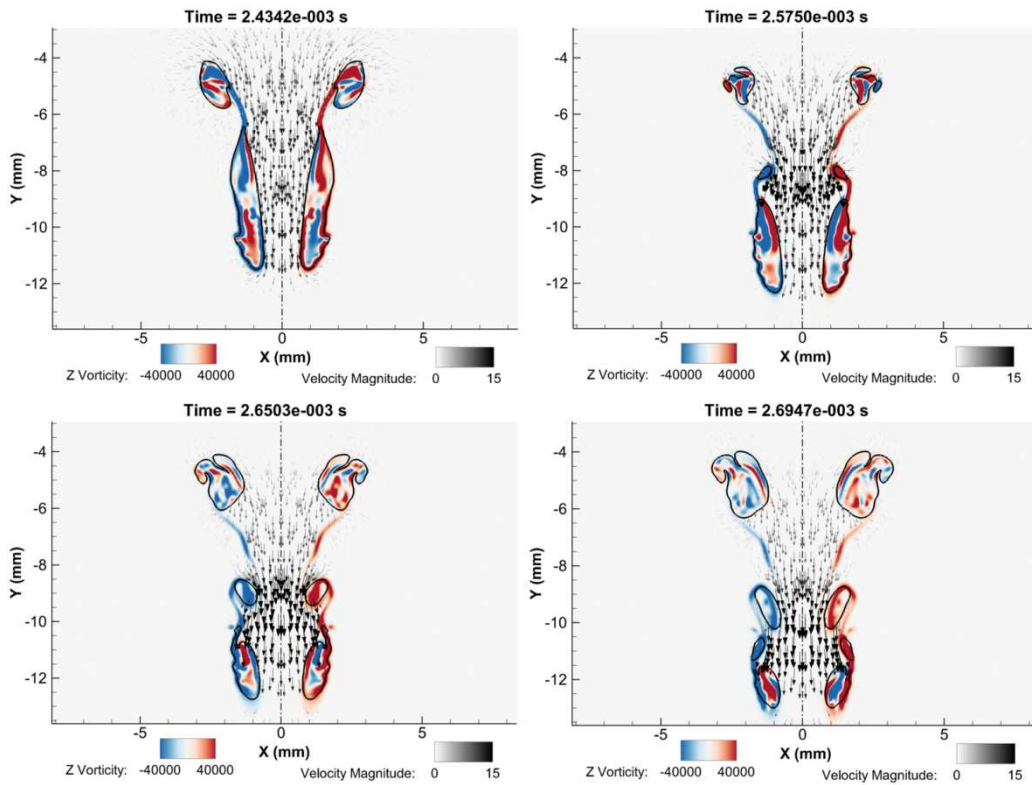 Time = 2.4342e-003 s
-4
-6
-8
-10
-12
Y (mm)
-5 0 5
X (mm)
Z Vorticity: -40000 40000
Velocity Magnitude: 0 15
Time = 2.5750e-003 s
-4
-6
-8
-10
-12
Y (mm)
-5 0 5
X (mm)
Z Vorticity: -40000 40000
Velocity Magnitude: 0 15
Time = 2.6503e-003 s
-4
-6
-8
-10
-12
Y (mm)
-5 0 5
X (mm)
Z Vorticity: -40000 40000
Velocity Magnitude: 0 15
Time = 2.6947e-003 s
-4
-6
-8
-10
-12
Y (mm)
-5 0 5
X (mm)
Z Vorticity: -40000 40000
Velocity Magnitude: 0 15